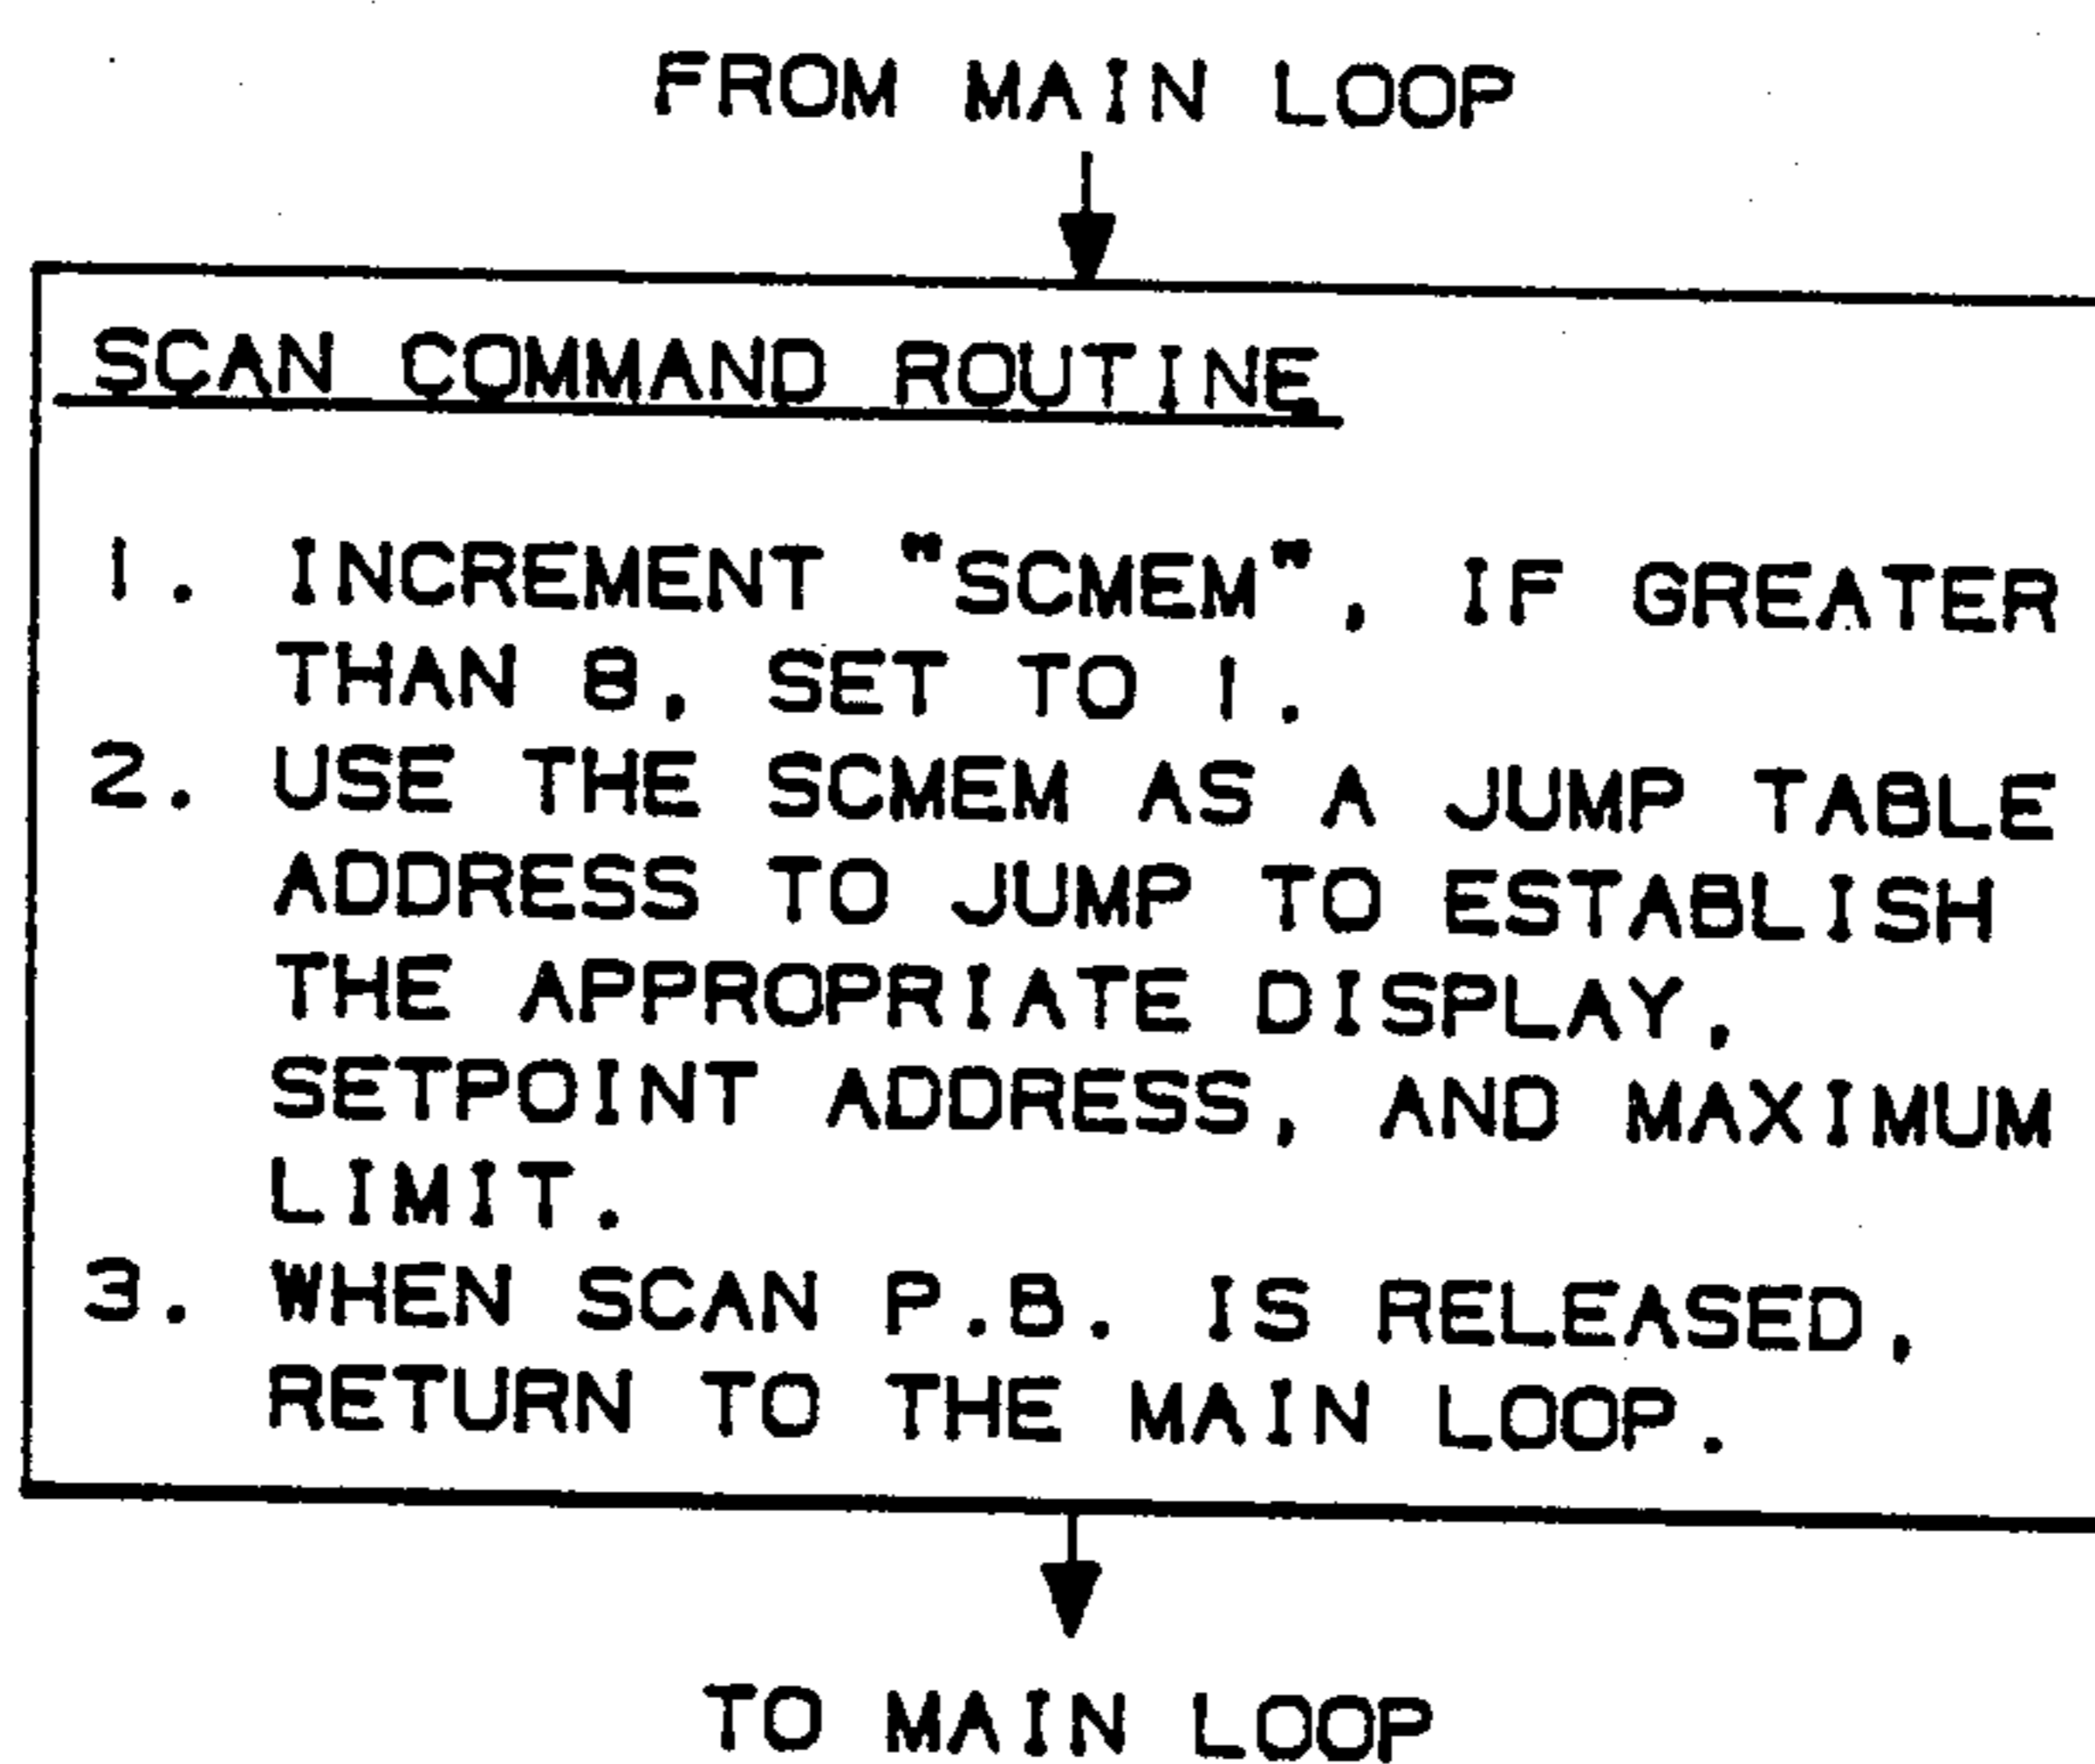 FROM MAIN LOOP
SCAN COMMAND ROUTINE
1. INCREMENT "SCMEM", IF GREATER
THAN 8, SET TO 1.
2. USE THE SCMEM AS A JUMP TABLE
ADDRESS TO JUMP TO ESTABLISH
THE APPROPRIATE DISPLAY,
SETPOINT ADDRESS, AND MAXIMUM
LIMIT.
3. WHEN SCAN P.B. IS RELEASED,
RETURN TO THE MAIN LOOP.
TO MAIN LOOP